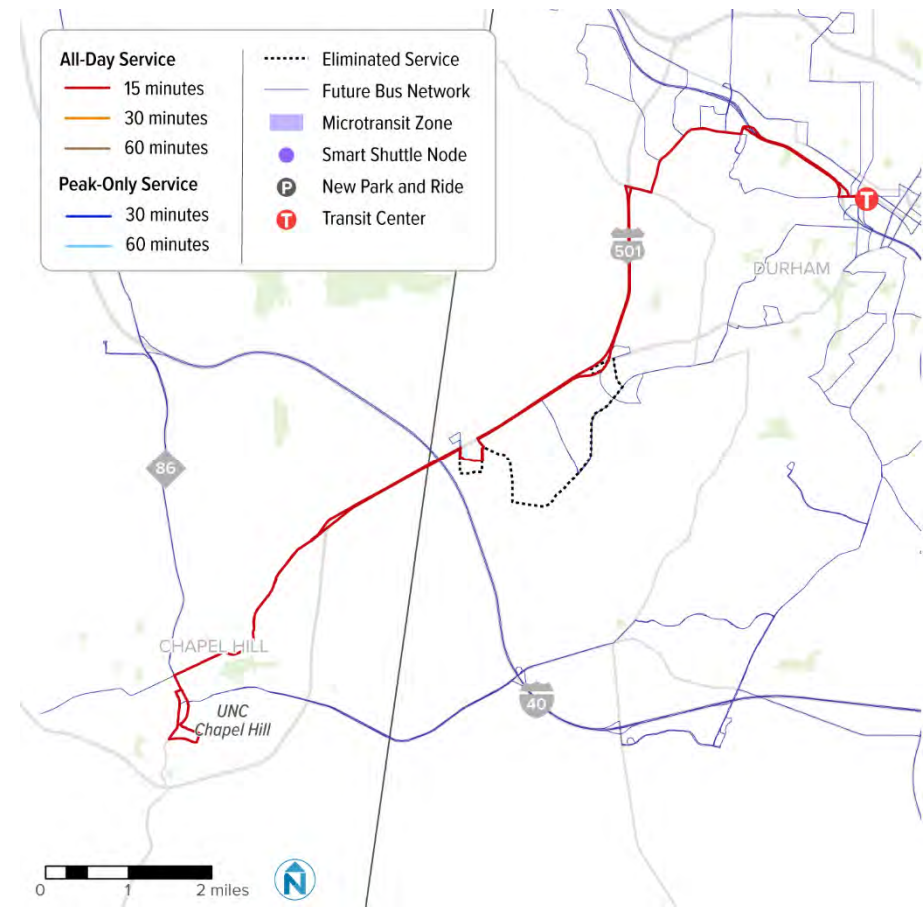 All-Day Service
15 minutes
30 minutes
60 minutes
Peak-Only Service
30 minutes
60 minutes
Eliminated Service
Future Bus Network
Microtransit Zone
Smart Shuttle Node
P New Park and Ride
T Transit Center
T
501
DURHAM
86
CHAPEL HILL
40
UNC
Chapel Hill
0 1 2 miles
N